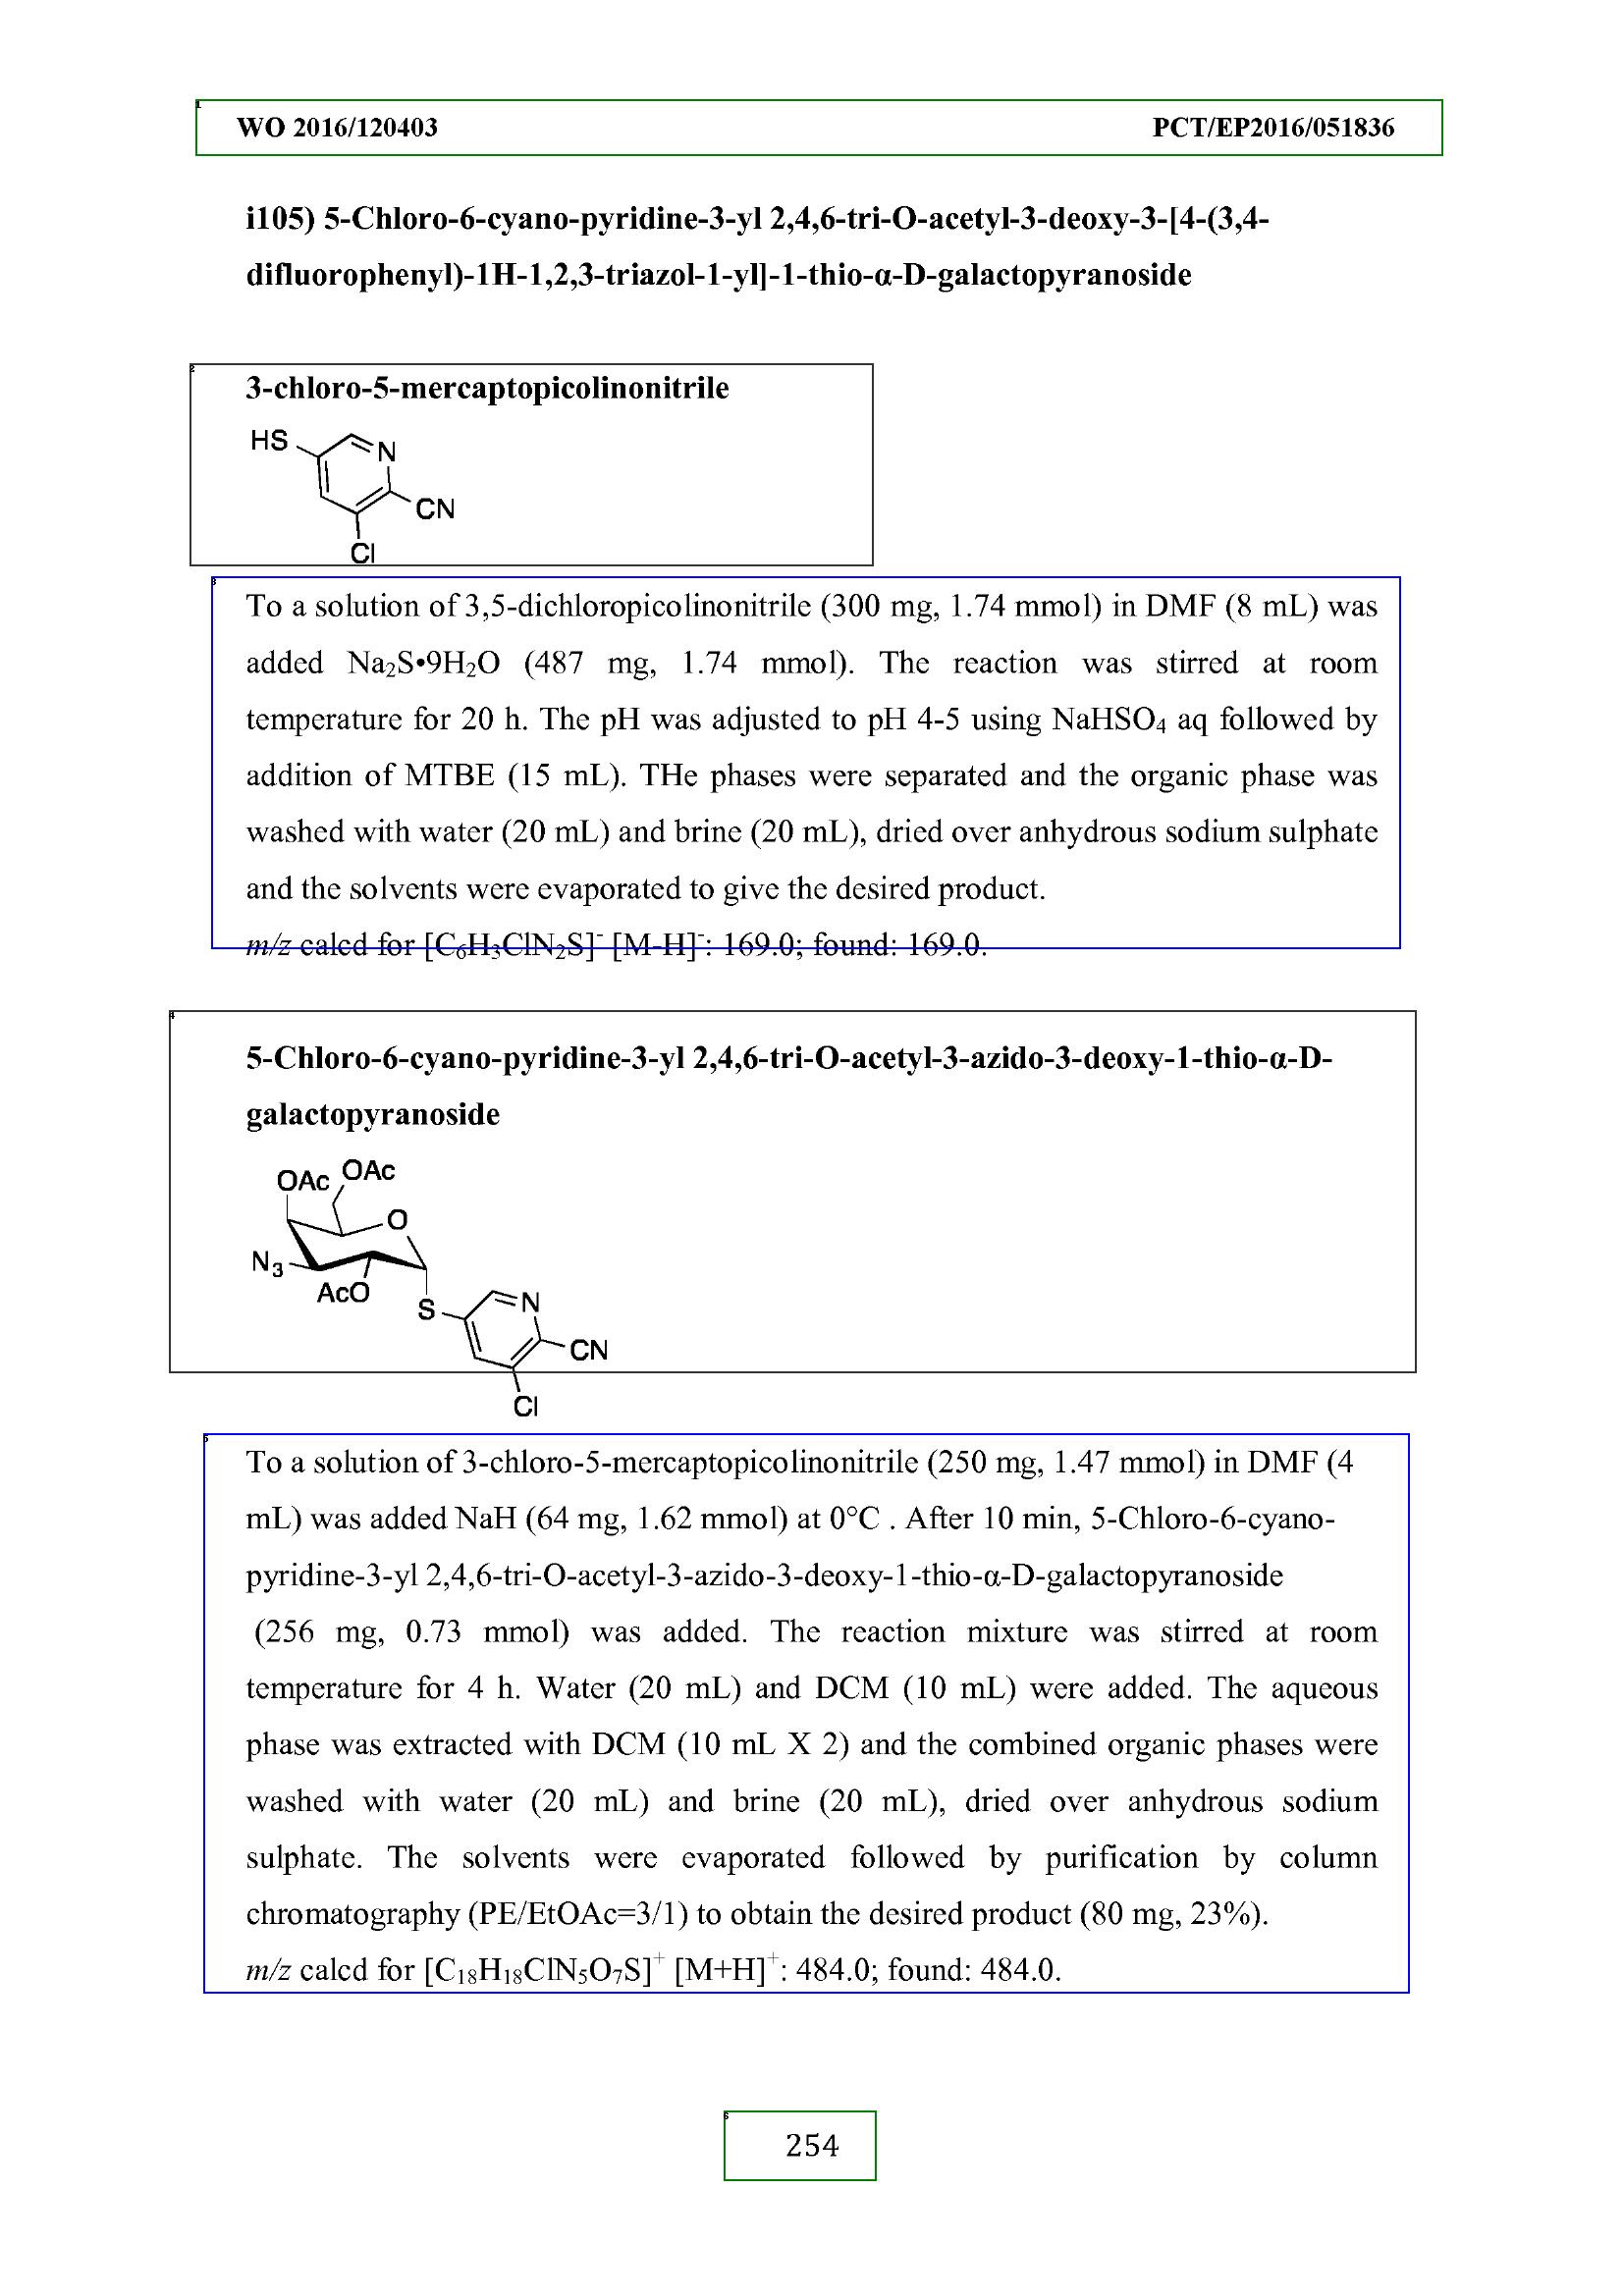 WO 2016/120403 PCT/EP2016/051836
i105) 5-Chloro-6-cyano-pyridine-3-yl 2,4,6-tri-O-acetyl-3-deoxy-3-[4-(3,4-
difluorophenyl)-1H-1,2,3-triazol-1-yl]-1-thio-α-D-galactopyranoside
2
3-chloro-5-mercaptopicolinonitrile
HS
N
CN
Cl
3
To a solution of 3,5-dichloropicolinonitrile (300 mg, 1.74 mmol) in DMF (8 mL) was
added Na₂S•9H₂O (487 mg, 1.74 mmol). The reaction was stirred at room
temperature for 20 h. The pH was adjusted to pH 4-5 using NaHSO₄ aq followed by
addition of MTBE (15 mL). THe phases were separated and the organic phase was
washed with water (20 mL) and brine (20 mL), dried over anhydrous sodium sulphate
and the solvents were evaporated to give the desired product.
m/z calcd for [C₆H₃ClN₂S]⁻ [M-H]⁻: 169.0; found: 169.0.
4
5-Chloro-6-cyano-pyridine-3-yl 2,4,6-tri-O-acetyl-3-azido-3-deoxy-1-thio-α-D-
galactopyranoside
OAc OAc
O
N₃
AcO
S
N
CN
Cl
5
To a solution of 3-chloro-5-mercaptopicolinonitrile (250 mg, 1.47 mmol) in DMF (4
mL) was added NaH (64 mg, 1.62 mmol) at 0°C . After 10 min, 5-Chloro-6-cyano-
pyridine-3-yl 2,4,6-tri-O-acetyl-3-azido-3-deoxy-1-thio-α-D-galactopyranoside
(256 mg, 0.73 mmol) was added. The reaction mixture was stirred at room
temperature for 4 h. Water (20 mL) and DCM (10 mL) were added. The aqueous
phase was extracted with DCM (10 mL X 2) and the combined organic phases were
washed with water (20 mL) and brine (20 mL), dried over anhydrous sodium
sulphate. The solvents were evaporated followed by purification by column
chromatography (PE/EtOAc=3/1) to obtain the desired product (80 mg, 23%).
m/z calcd for [C₁₈H₁₈ClN₅O₇S]⁺ [M+H]⁺: 484.0; found: 484.0.
254